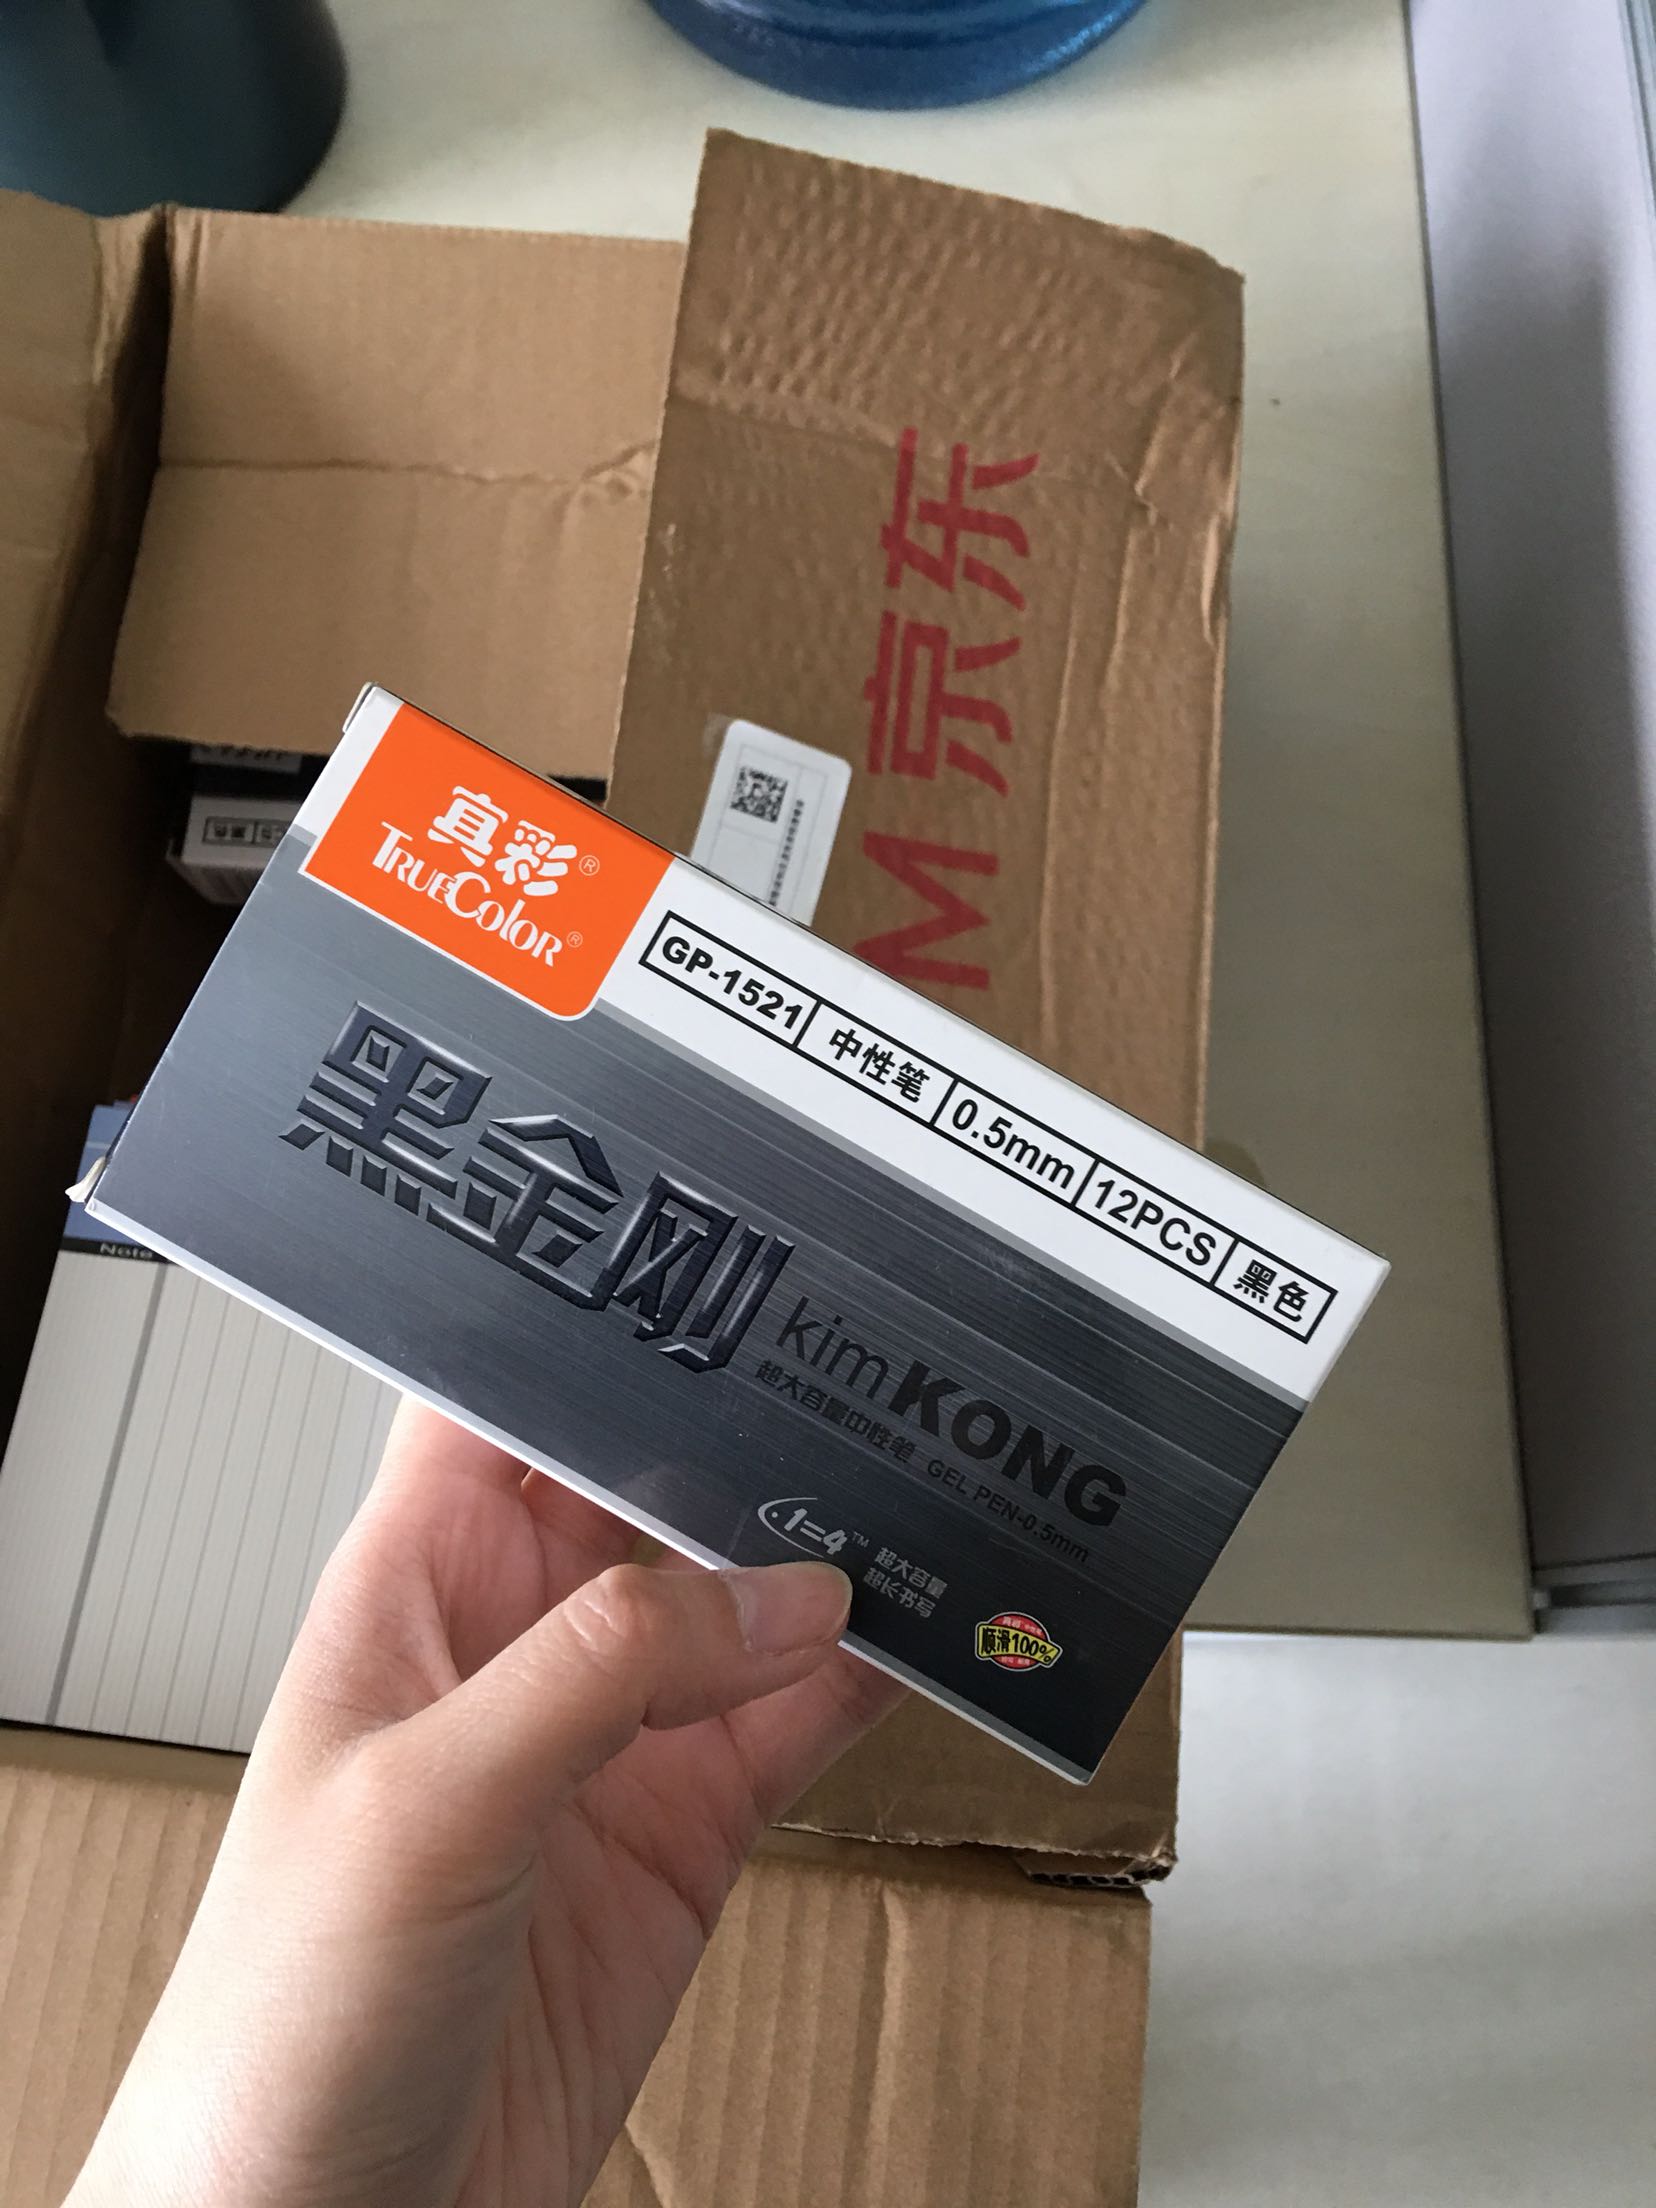 京东
真彩®
TRUECOLOR®
GP-1521 中性笔 0.5mm 12PCS 黑色
黑金刚
kimKONG
超大容量中性笔 GEL PEN-0.5mm
1=4™ 超大容量
超长书写
顺滑100%
Note